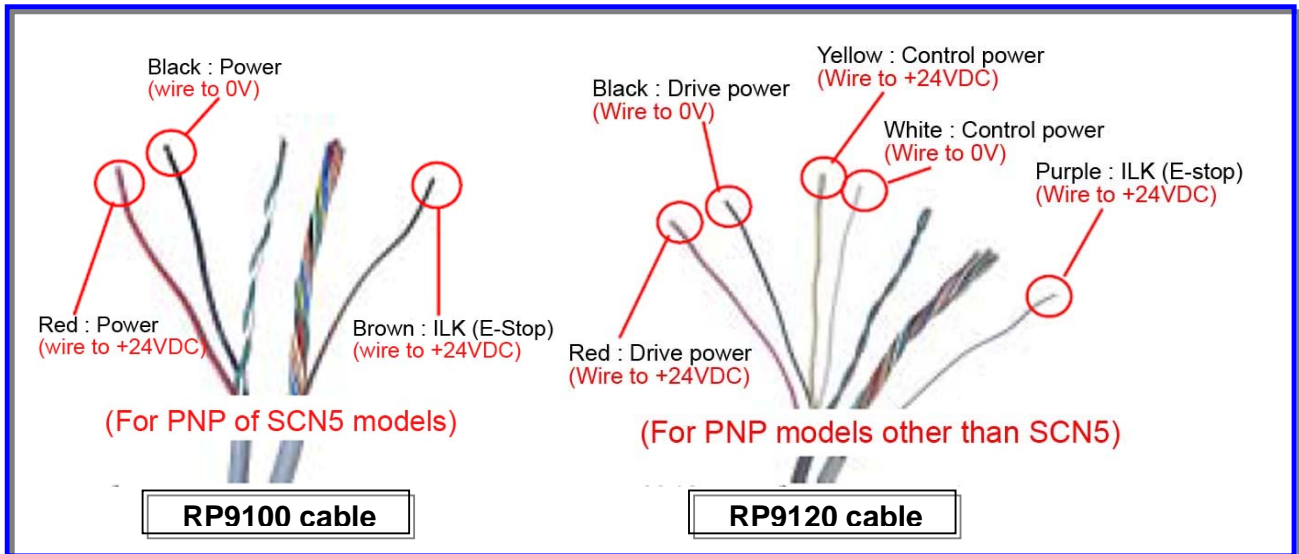 Black : Power
(wire to 0V)
Red : Power
(wire to +24VDC)
Brown : ILK (E-Stop)
(wire to +24VDC)
(For PNP of SCN5 models)
RP9100 cable
Yellow : Control power
(Wire to +24VDC)
Black : Drive power
(Wire to 0V)
White : Control power
(Wire to 0V)
Purple : ILK (E-stop)
(Wire to +24VDC)
Red : Drive power
(Wire to +24VDC)
(For PNP models other than SCN5)
RP9120 cable